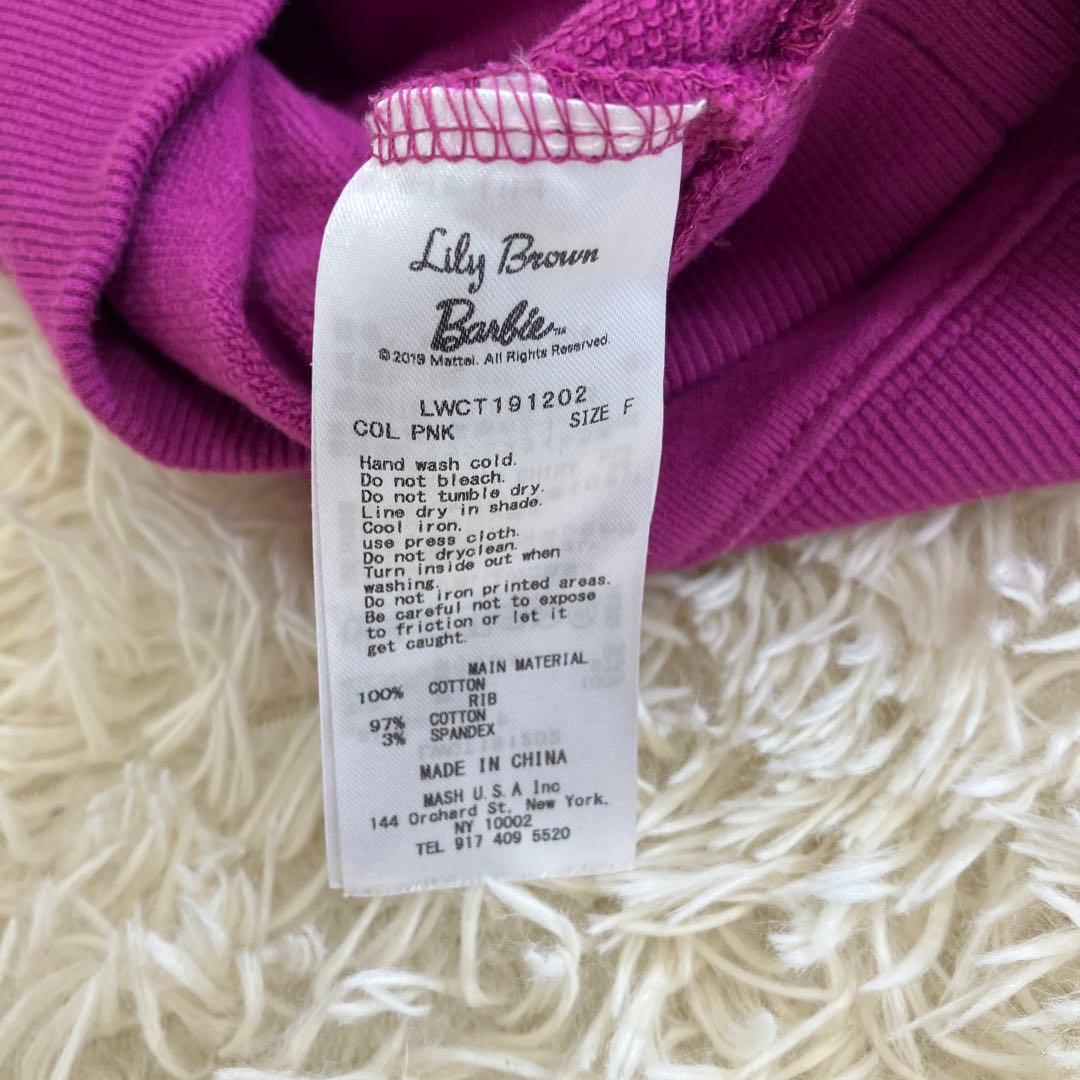 Lily Brown
Barbie™
©2019 Mattel. All Rights Reserved.
LWCT191202
COL PNK SIZE F
Hand wash cold.
Do not bleach.
Do not tumble dry.
Line dry in shade.
Cool iron.
use press cloth.
Do not dryclean.
Turn inside out when
washing.
Do not iron printed areas.
Be careful not to expose
to friction or let it
get caught.
MAIN MATERIAL
100% COTTON
RIB
97% COTTON
3% SPANDEX
MADE IN CHINA
MASH U.S.A Inc
144 Orchard St, New York.
NY 10002
TEL 917 409 5520